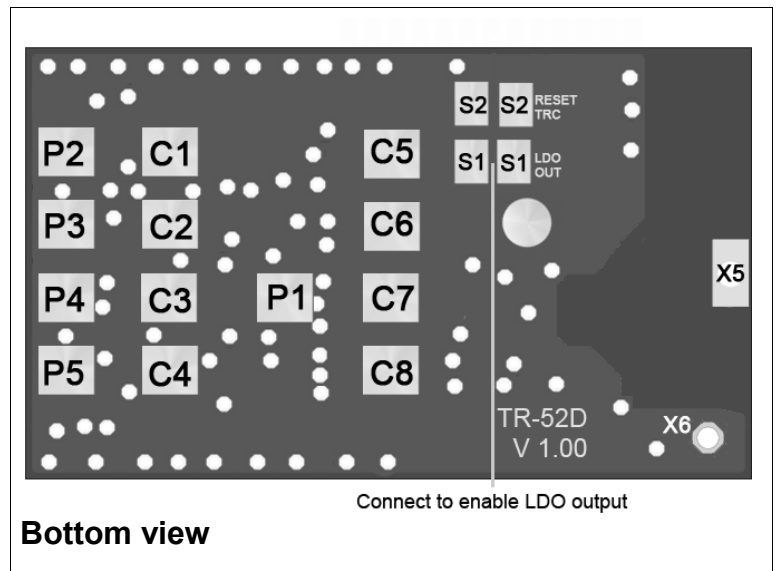 S2 S2 RESET
TRC
P2 C1 C5 S1 S1 LDO
OUT
P3 C2 C6
X5
P4 C3 P1 C7
P5 C4 C8
TR-52D
X6
V 1.00
Connect to enable LDO output
Bottom view